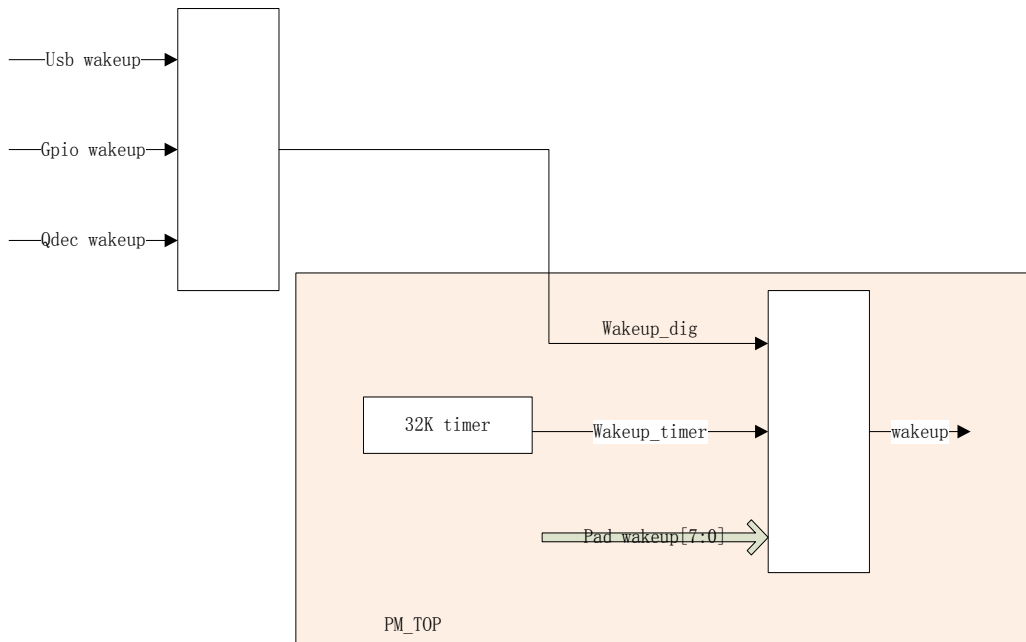 Usb wakeup
Gpio wakeup
Qdec wakeup
Wakeup_dig
32K timer
Wakeup_timer
wakeup
Pad wakeup[7:0]
PM_TOP